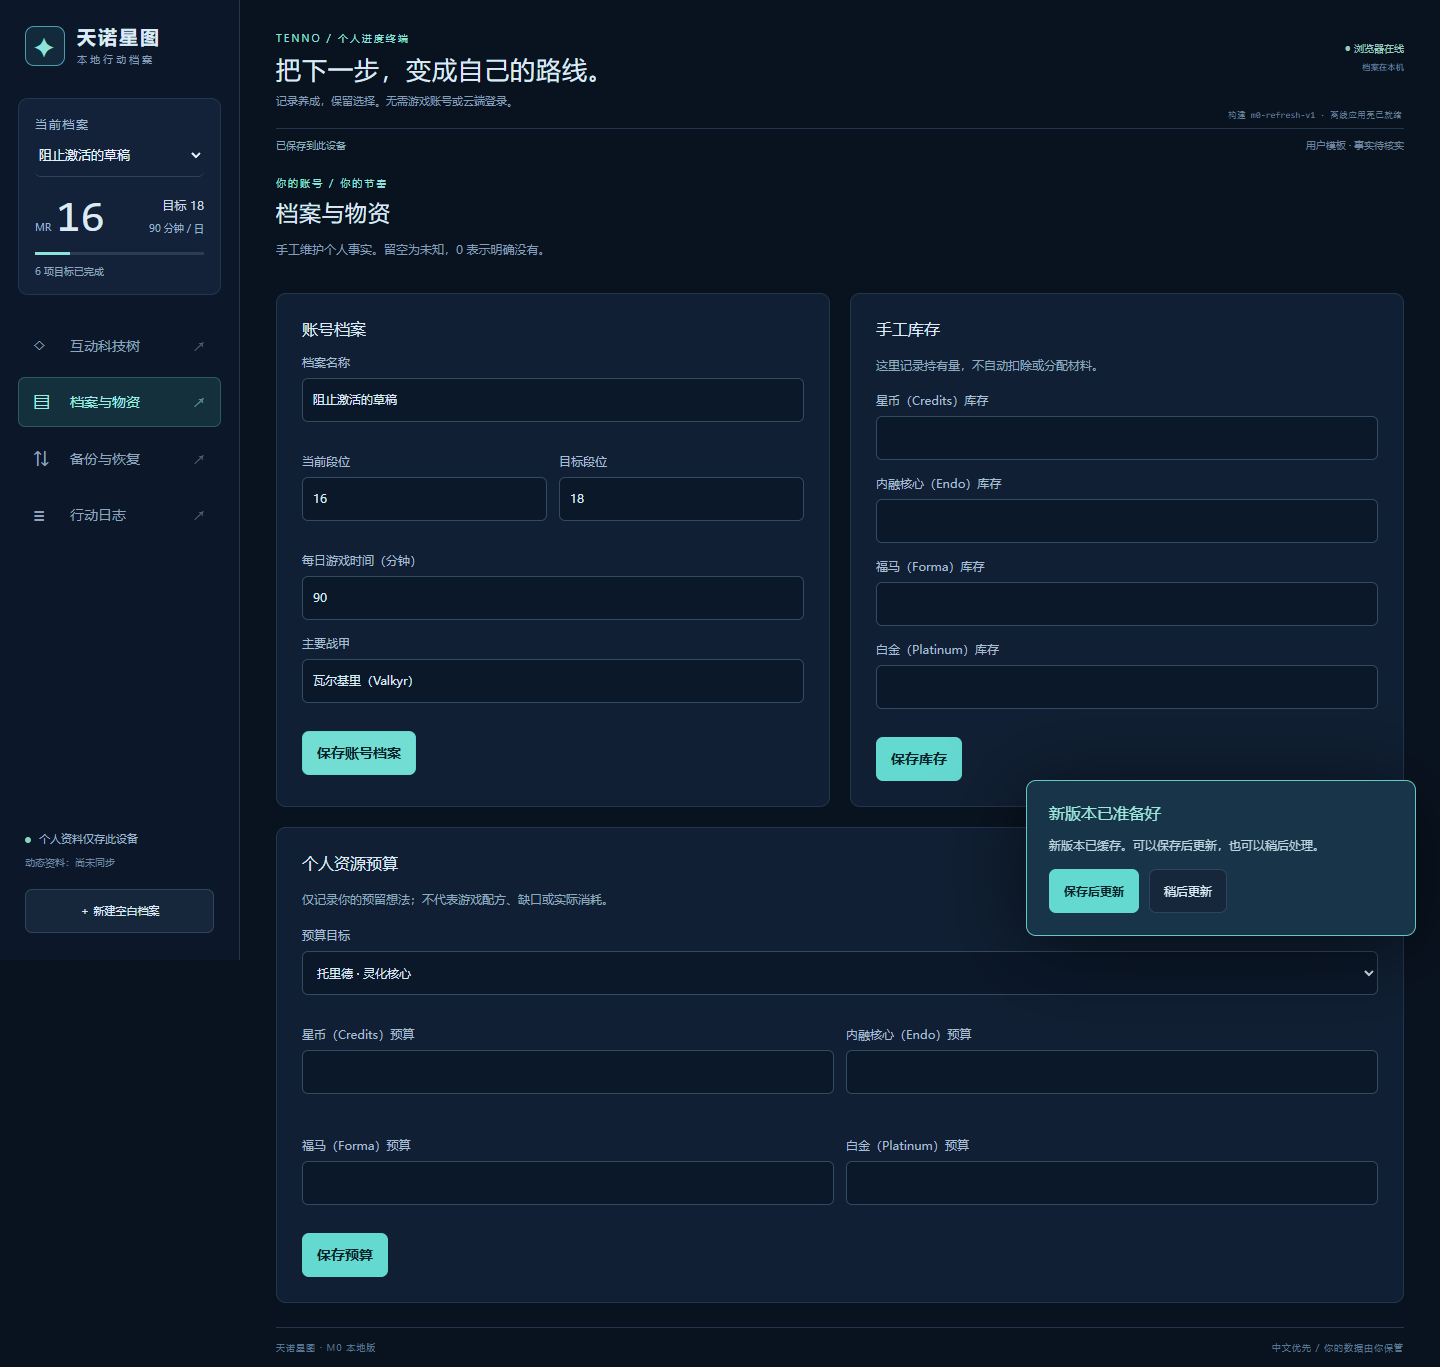 天诺星图
本地行动档案
当前档案
阻止激活的草稿
MR 16
目标 18
90 分钟 / 日
6 项目标已完成
互动科技树
档案与物资
备份与恢复
行动日志
个人资料仅存此设备
动态资料：尚未同步
+ 新建空白档案
TENNO / 个人进度终端
把下一步，变成自己的路线。
记录养成，保留选择。无需游戏账号或云端登录。
浏览器在线
档案在本机
构建 m0-refresh-v1 · 离线应用壳已就绪
已保存到此设备
用户模板 · 事实待核实
你的账号 / 你的节奏
档案与物资
手工维护个人事实。留空为未知，0 表示明确没有。
账号档案
档案名称
阻止激活的草稿
当前段位
目标段位
16
18
每日游戏时间（分钟）
90
主要战甲
瓦尔基里（Valkyr）
保存账号档案
手工库存
这里记录持有量，不自动扣除或分配材料。
星币（Credits）库存
内融核心（Endo）库存
福马（Forma）库存
白金（Platinum）库存
保存库存
新版本已准备好
新版本已缓存。可以保存后更新，也可以稍后处理。
保存后更新
稍后更新
个人资源预算
仅记录你的预留想法；不代表游戏配方、缺口或实际消耗。
预算目标
托里德 · 灵化核心
星币（Credits）预算
内融核心（Endo）预算
福马（Forma）预算
白金（Platinum）预算
保存预算
天诺星图 · M0 本地版
中文优先 / 你的数据由你保管